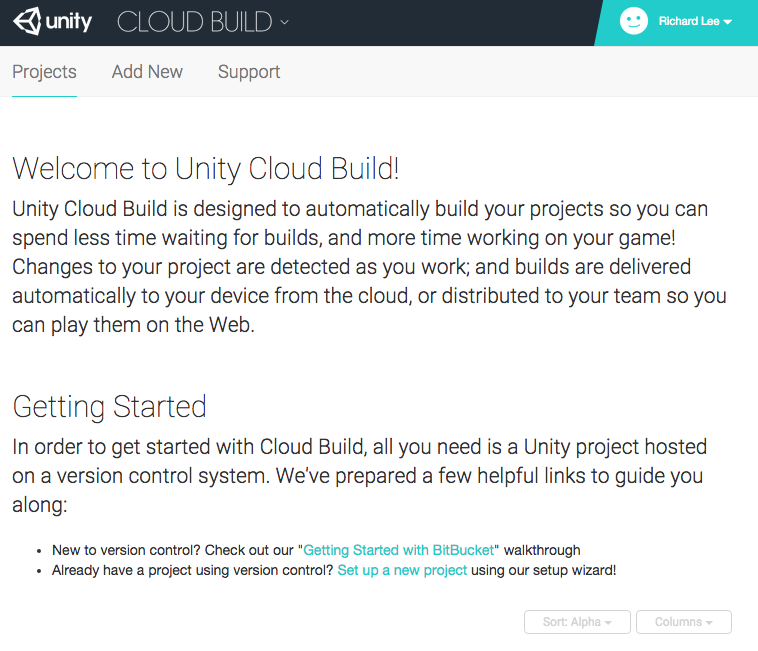 unity CLOUD BUILD Richard Lee
Projects Add New Support
Welcome to Unity Cloud Build!
Unity Cloud Build is designed to automatically build your projects so you can
spend less time waiting for builds, and more time working on your game!
Changes to your project are detected as you work; and builds are delivered
automatically to your device from the cloud, or distributed to your team so you
can play them on the Web.
Getting Started
In order to get started with Cloud Build, all you need is a Unity project hosted
on a version control system. We've prepared a few helpful links to guide you
along:
• New to version control? Check out our "Getting Started with BitBucket" walkthrough
• Already have a project using version control? Set up a new project using our setup wizard!
Sort: Alpha Columns